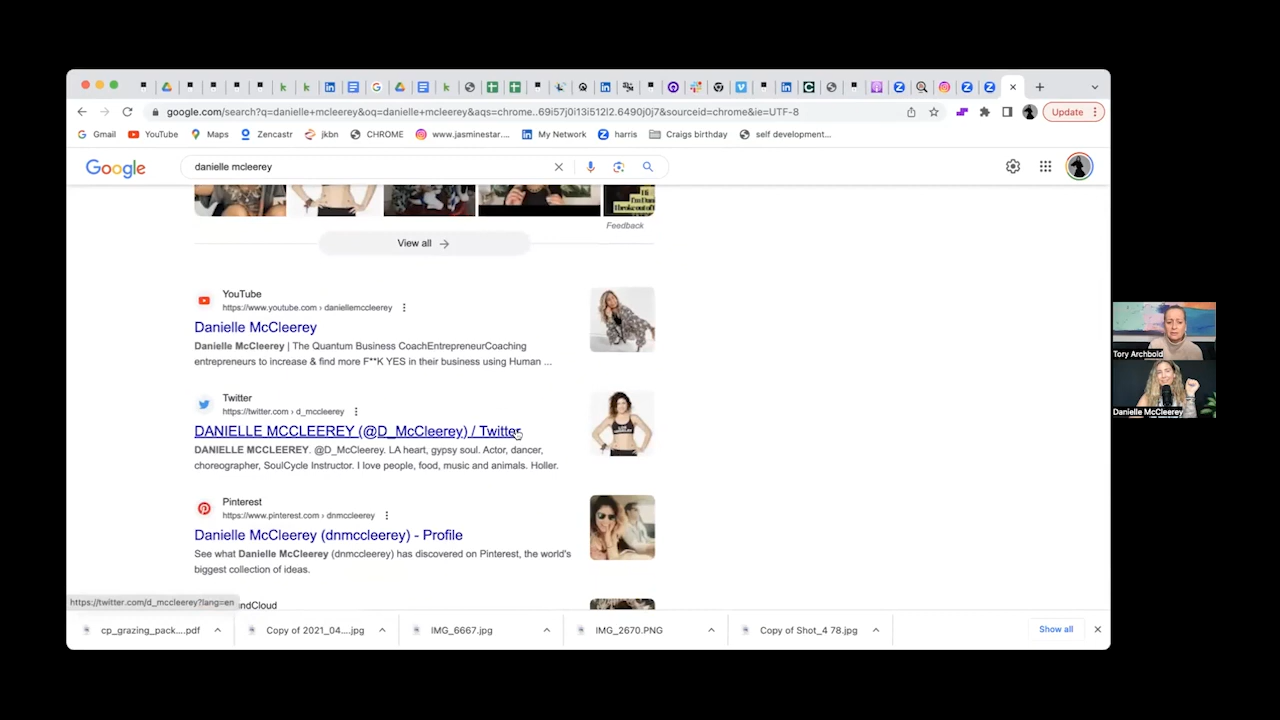 google.com/search?q=danielle+mcleerey&oq=danielle+mcleerey&aqs=chrome..69i57j0i13i512l2.6490j0j7&sourceid=chrome&ie=UTF-8
Update
Gmail
YouTube
Maps
Zencastr
jkbn
CHROME
www.jasminestar....
My Network
harris
Craigs birthday
self development...
Google
danielle mcleerey
Feedback
View all
YouTube
https://www.youtube.com › daniellemccleerey
Danielle McCleerey
Danielle McCleerey | The Quantum Business CoachEntrepreneurCoaching
entrepreneurs to increase & find more F**K YES in their business using Human ...
Twitter
https://twitter.com › d_mccleerey
DANIELLE MCCLEEREY (@D_McCleerey) / Twitter
DANIELLE MCCLEEREY. @D_McCleerey. LA heart, gypsy soul. Actor, dancer,
choreographer, SoulCycle Instructor. I love people, food, music and animals. Holler.
Pinterest
https://www.pinterest.com › dnmccleerey
Danielle McCleerey (dnmccleerey) - Profile
See what Danielle McCleerey (dnmccleerey) has discovered on Pinterest, the world's
biggest collection of ideas.
https://twitter.com/d_mccleerey?lang=en
ndCloud
cp_grazing_pack....pdf
Copy of 2021_04....jpg
IMG_6667.jpg
IMG_2670.PNG
Copy of Shot_4 78.jpg
Show all
Tory Archbold
Danielle McCleerey